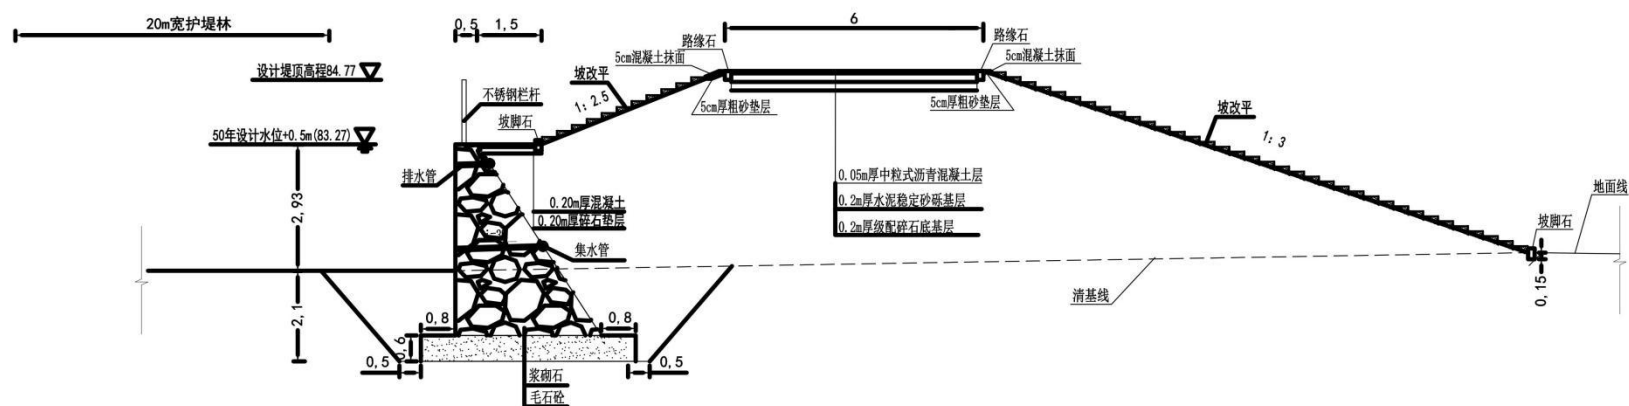 20m宽护堤林
0,5
1,5
6
路缘石
路缘石
5cm混凝土抹面
5cm混凝土抹面
设计堤顶高程84.77
坡改平
1: 2.5
不锈钢栏杆
5cm厚粗砂垫层
5cm厚粗砂垫层
坡改平
1: 3
坡脚石
50年设计水位+0.5m(83.27)
排水管
0.05m厚中粒式沥青混凝土层
0.2m厚水泥稳定砂砾基层
0.2m厚级配碎石底基层
地面线
2,93
0.20m厚混凝土
0.20m厚碎石垫层
坡脚石
集水管
清基线
0,15
2,1
0,8
0,8
0,6
0,5
0,5
浆砌石
毛石砼